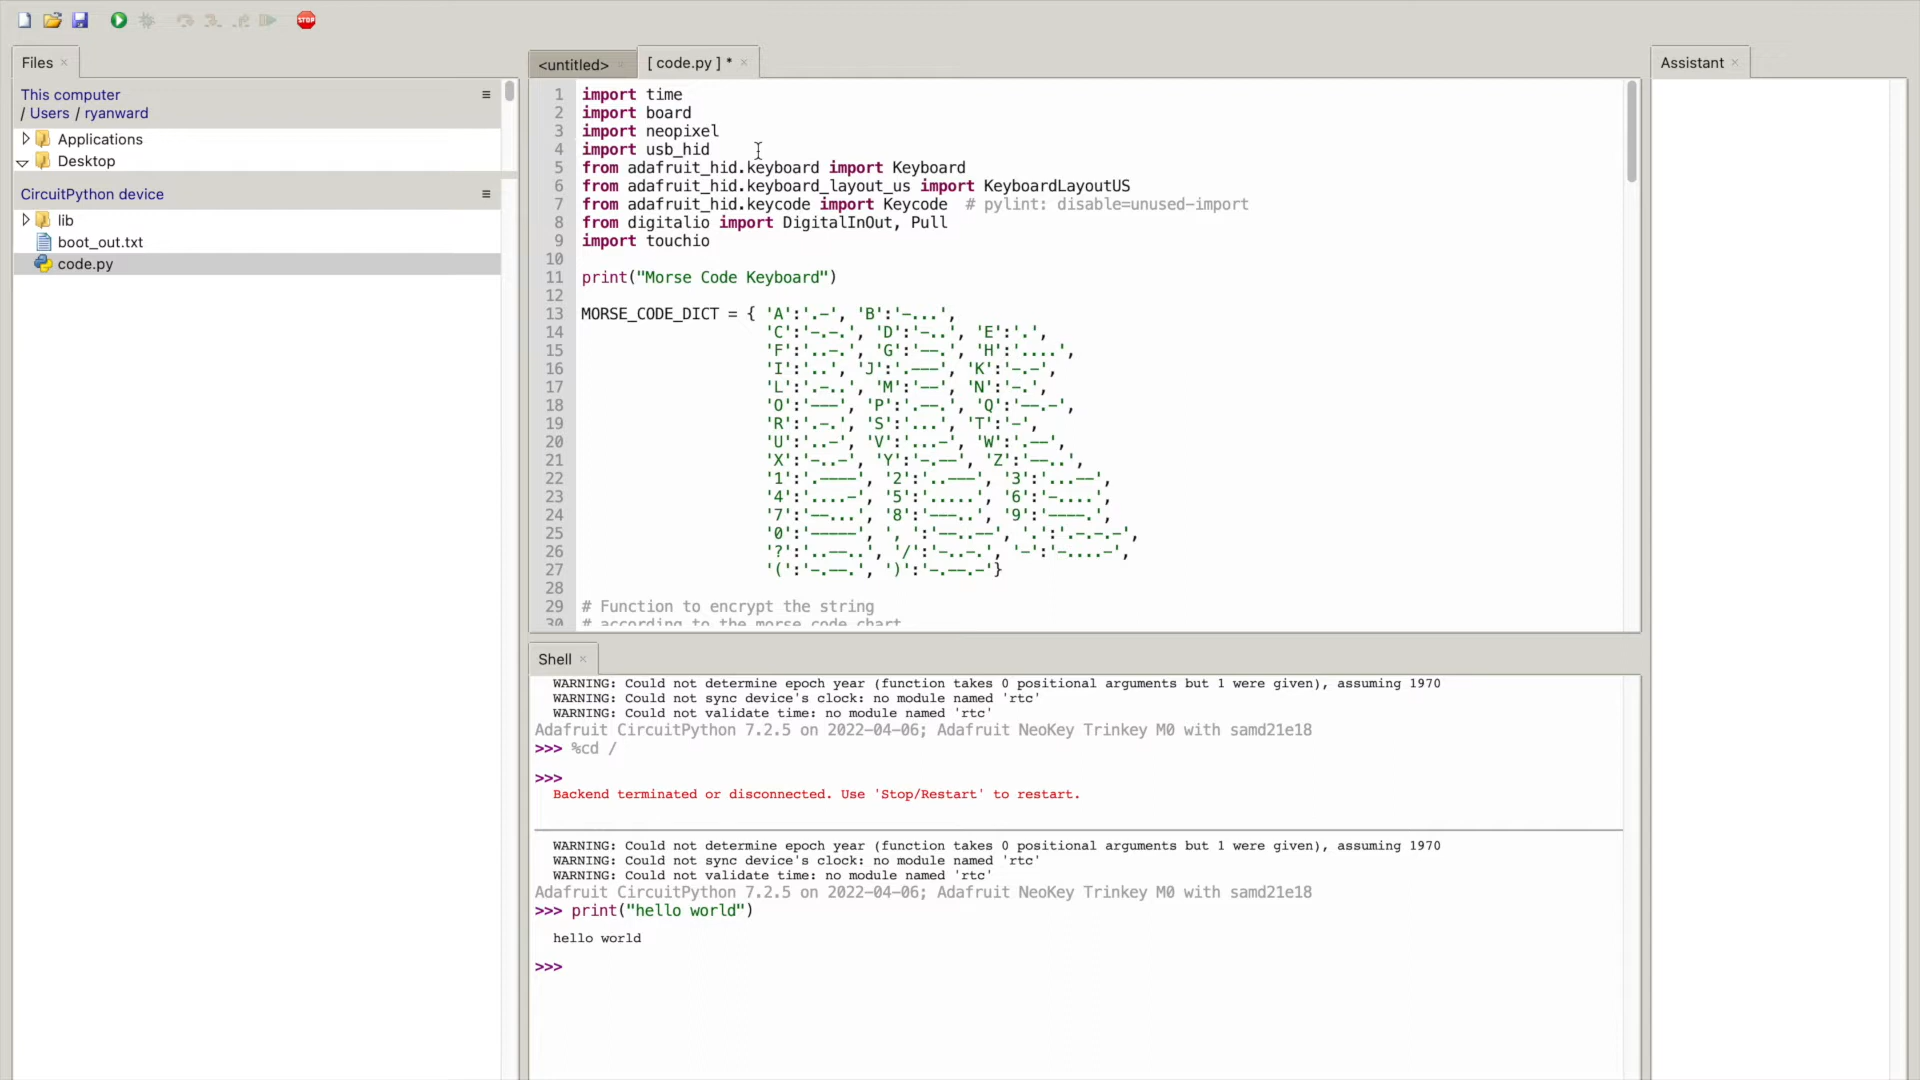 STOP
Files ×
This computer
/ Users / ryanward
Applications
Desktop
CircuitPython device
lib
boot_out.txt
code.py
<untitled> ×
[ code.py ] * ×
1 import time
2 import board
3 import neopixel
4 import usb_hid
5 from adafruit_hid.keyboard import Keyboard
6 from adafruit_hid.keyboard_layout_us import KeyboardLayoutUS
7 from adafruit_hid.keycode import Keycode  # pylint: disable=unused-import
8 from digitalio import DigitalInOut, Pull
9 import touchio
10
11 print("Morse Code Keyboard")
12
13 MORSE_CODE_DICT = { 'A':'.-', 'B':'-...',
14 'C':'-.-.', 'D':'-..', 'E':'.',
15 'F':'..-.', 'G':'--.', 'H':'....',
16 'I':'..', 'J':'.---', 'K':'-.-',
17 'L':'.-..', 'M':'--', 'N':'-.',
18 'O':'---', 'P':'.--.', 'Q':'--.-',
19 'R':'.-.', 'S':'...', 'T':'-',
20 'U':'..-', 'V':'...-', 'W':'.--',
21 'X':'-..-', 'Y':'-.--', 'Z':'--..',
22 '1':'.----', '2':'..---', '3':'...--',
23 '4':'....-', '5':'.....', '6':'-....',
24 '7':'--...', '8':'---..', '9':'----.',
25 '0':'-----', ', ':'--..--', '.':'.-.-.-',
26 '?':'..--..', '/':'-..-.', '-':'-....-',
27 '(':'-.--.', ')':'-.--.-'}
28
29 # Function to encrypt the string
30 # according to the morse code chart
Shell ×
WARNING: Could not determine epoch year (function takes 0 positional arguments but 1 were given), assuming 1970
WARNING: Could not sync device's clock: no module named 'rtc'
WARNING: Could not validate time: no module named 'rtc'
Adafruit CircuitPython 7.2.5 on 2022-04-06; Adafruit NeoKey Trinkey M0 with samd21e18
>>> %cd /
>>>
Backend terminated or disconnected. Use 'Stop/Restart' to restart.
WARNING: Could not determine epoch year (function takes 0 positional arguments but 1 were given), assuming 1970
WARNING: Could not sync device's clock: no module named 'rtc'
WARNING: Could not validate time: no module named 'rtc'
Adafruit CircuitPython 7.2.5 on 2022-04-06; Adafruit NeoKey Trinkey M0 with samd21e18
>>> print("hello world")
hello world
>>>
Assistant ×